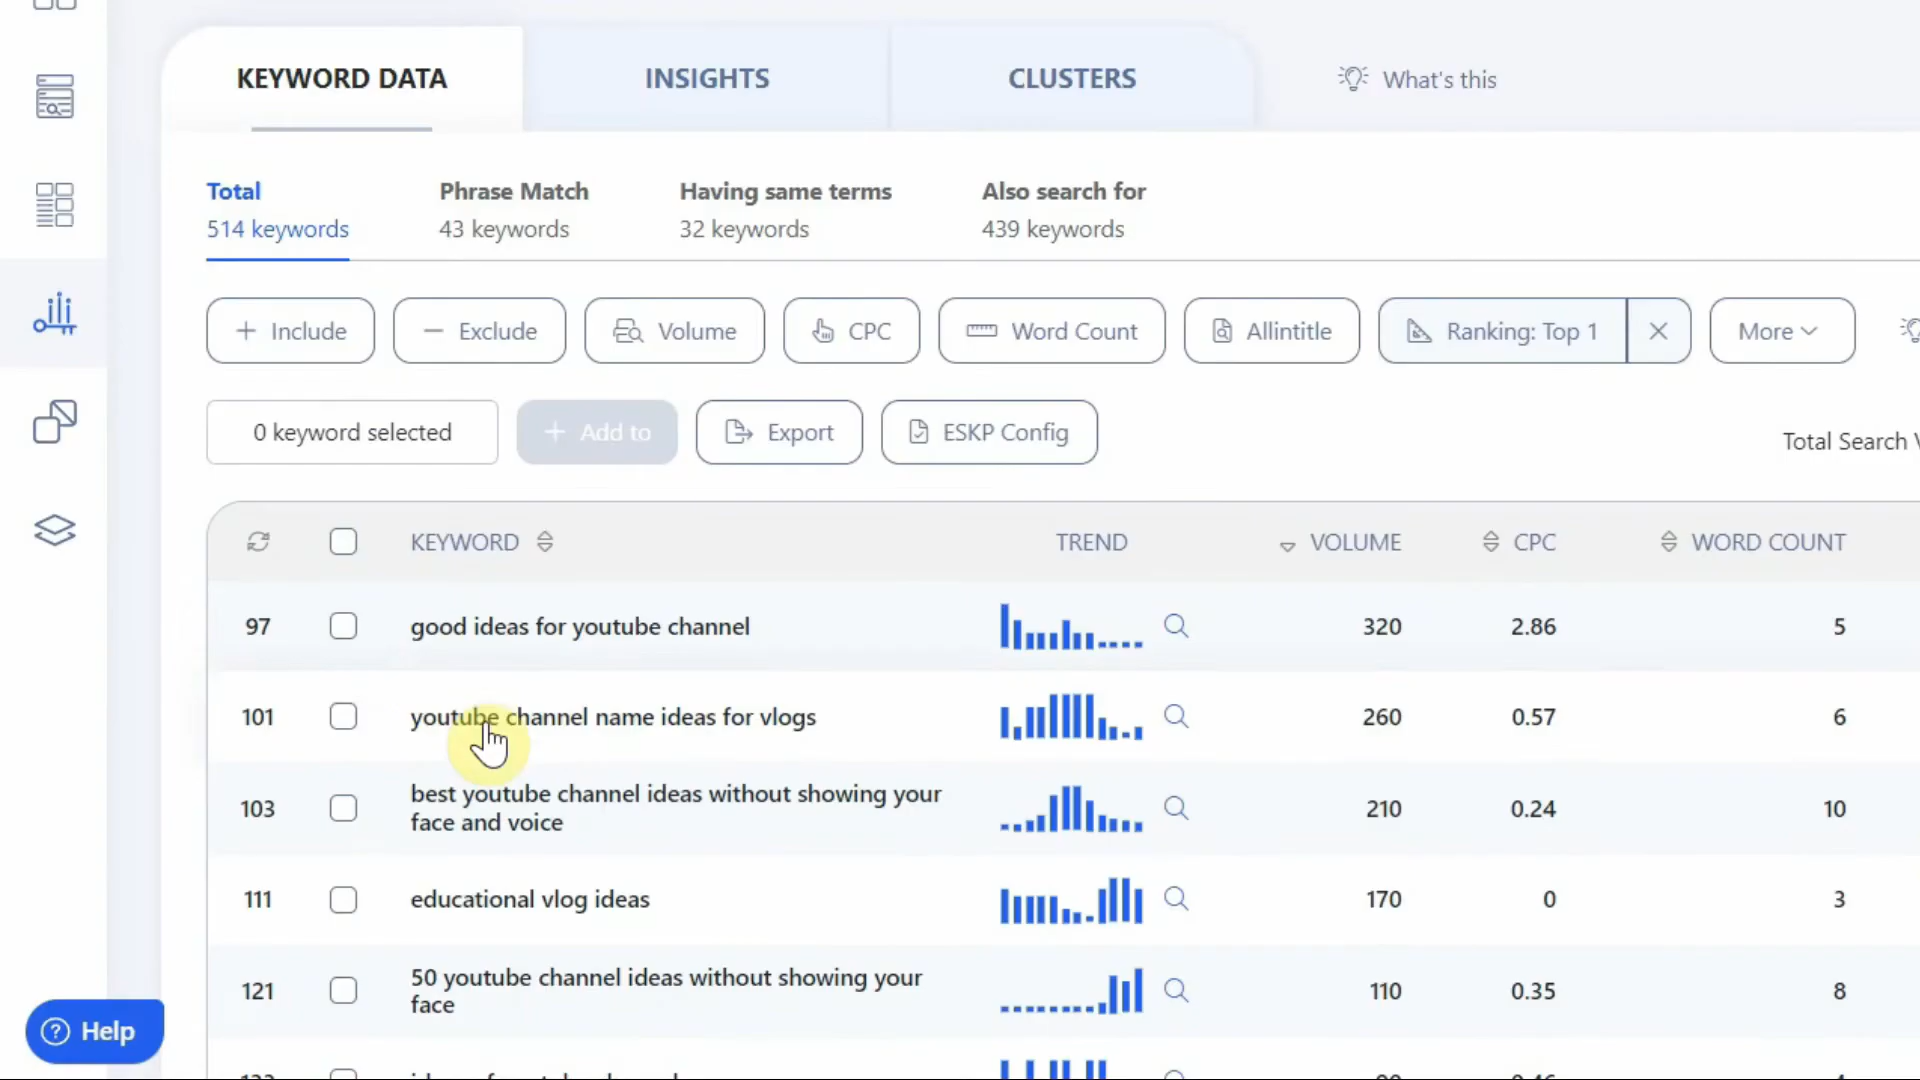 KEYWORD DATA
INSIGHTS
CLUSTERS
What's this
Total
514 keywords
Phrase Match
43 keywords
Having same terms
32 keywords
Also search for
439 keywords
+ Include
− Exclude
Volume
CPC
Word Count
Allintitle
Ranking: Top 1
More
0 keyword selected
+ Add to
Export
ESKP Config
Total Search
KEYWORD TREND VOLUME CPC WORD COUNT
97 good ideas for youtube channel 320 2.86 5
101 youtube channel name ideas for vlogs 260 0.57 6
103 best youtube channel ideas without showing your
face and voice 210 0.24 10
111 educational vlog ideas 170 0 3
121 50 youtube channel ideas without showing your
face 110 0.35 8
Help